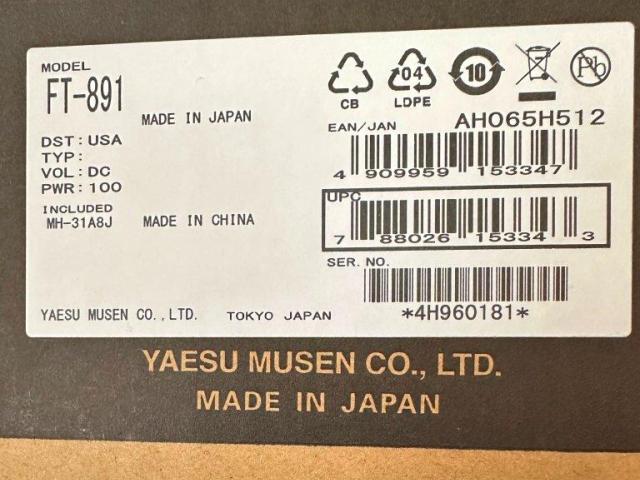 MODEL
FT-891
MADE IN JAPAN
DST: USA
TYP:
VOL: DC
PWR: 100
INCLUDED
MH-31A8J MADE IN CHINA
YAESU MUSEN CO.,LTD. TOKYO JAPAN
CB
04
LDPE
10
Pb
EAN/JAN AH065H512
4 909959 153347
UPC
7 88026 15334 3
SER. NO.
*4H960181*
YAESU MUSEN CO., LTD.
MADE IN JAPAN